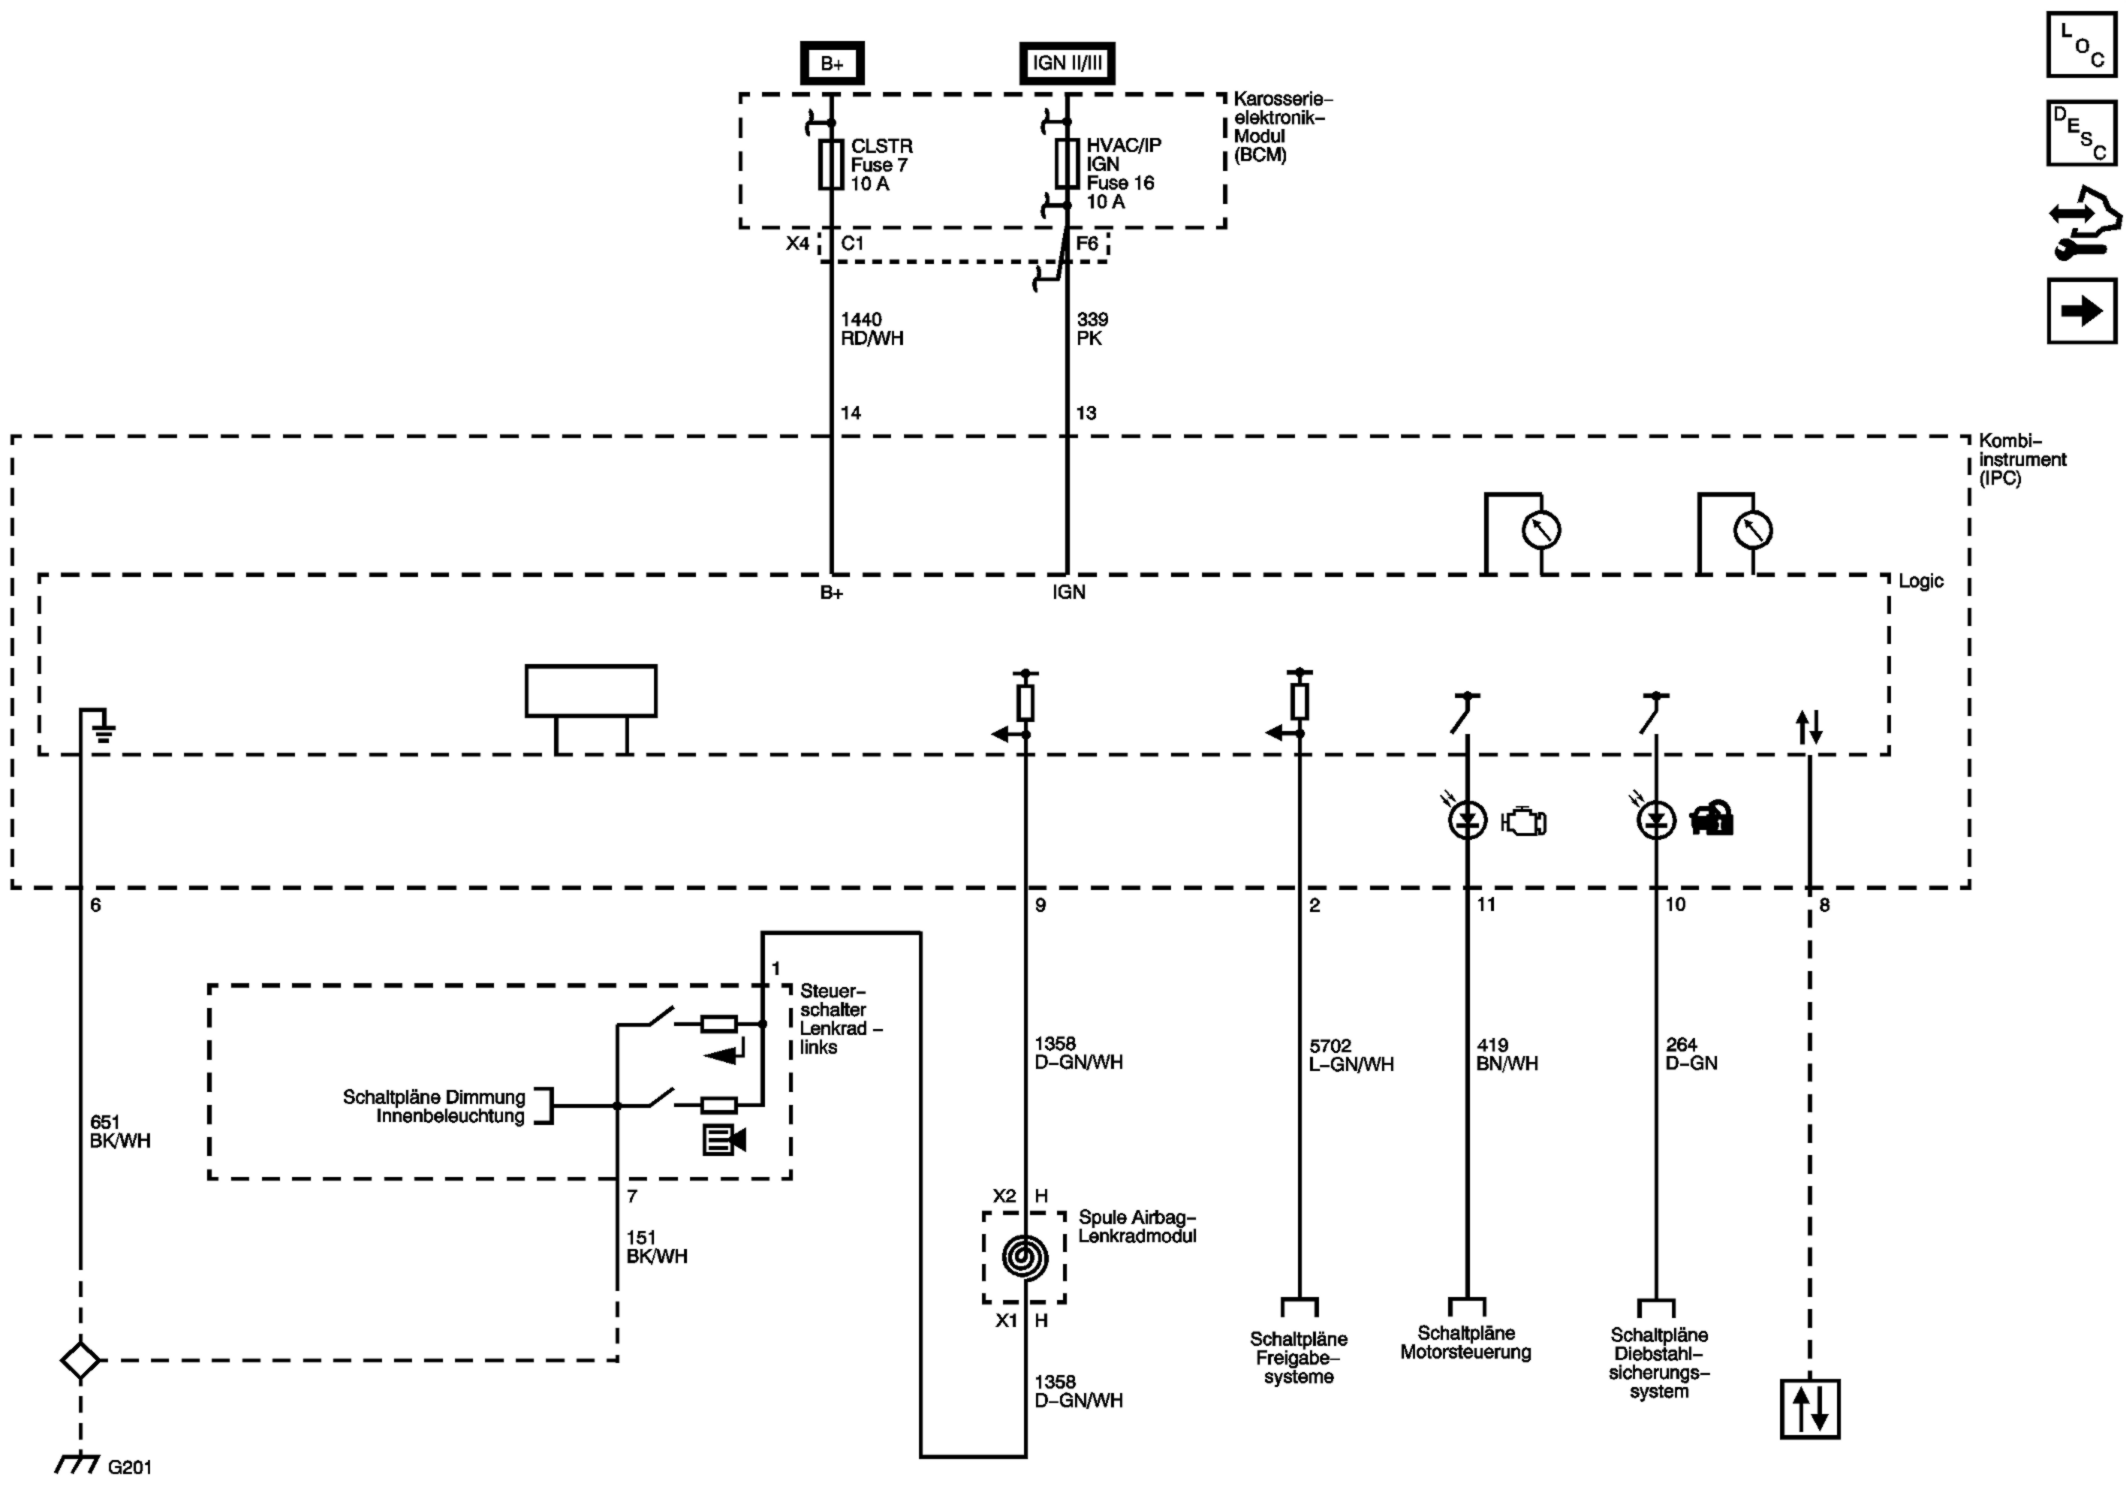 B+
IGN II/III
L
O
C
D
E
S
C
Karosserie–
elektronik–
Modul
(BCM)
CLSTR
Fuse 7
10 A
HVAC/IP
IGN
Fuse 16
10 A
X4
C1
F6
1440
RD/WH
339
PK
14
13
Kombi–
instrument
(IPC)
B+
IGN
Logic
6
9
2
11
10
8
1
Steuer–
schalter
Lenkrad –
links
Schaltpläne Dimmung
Innenbeleuchtung
651
BK/WH
7
151
BK/WH
1358
D–GN/WH
5702
L–GN/WH
419
BN/WH
264
D–GN
X2
H
Spule Airbag–
Lenkradmodul
X1
H
1358
D–GN/WH
Schaltpläne
Freigabe–
systeme
Schaltpläne
Motorsteuerung
Schaltpläne
Diebstahl–
sicherungs–
system
G201